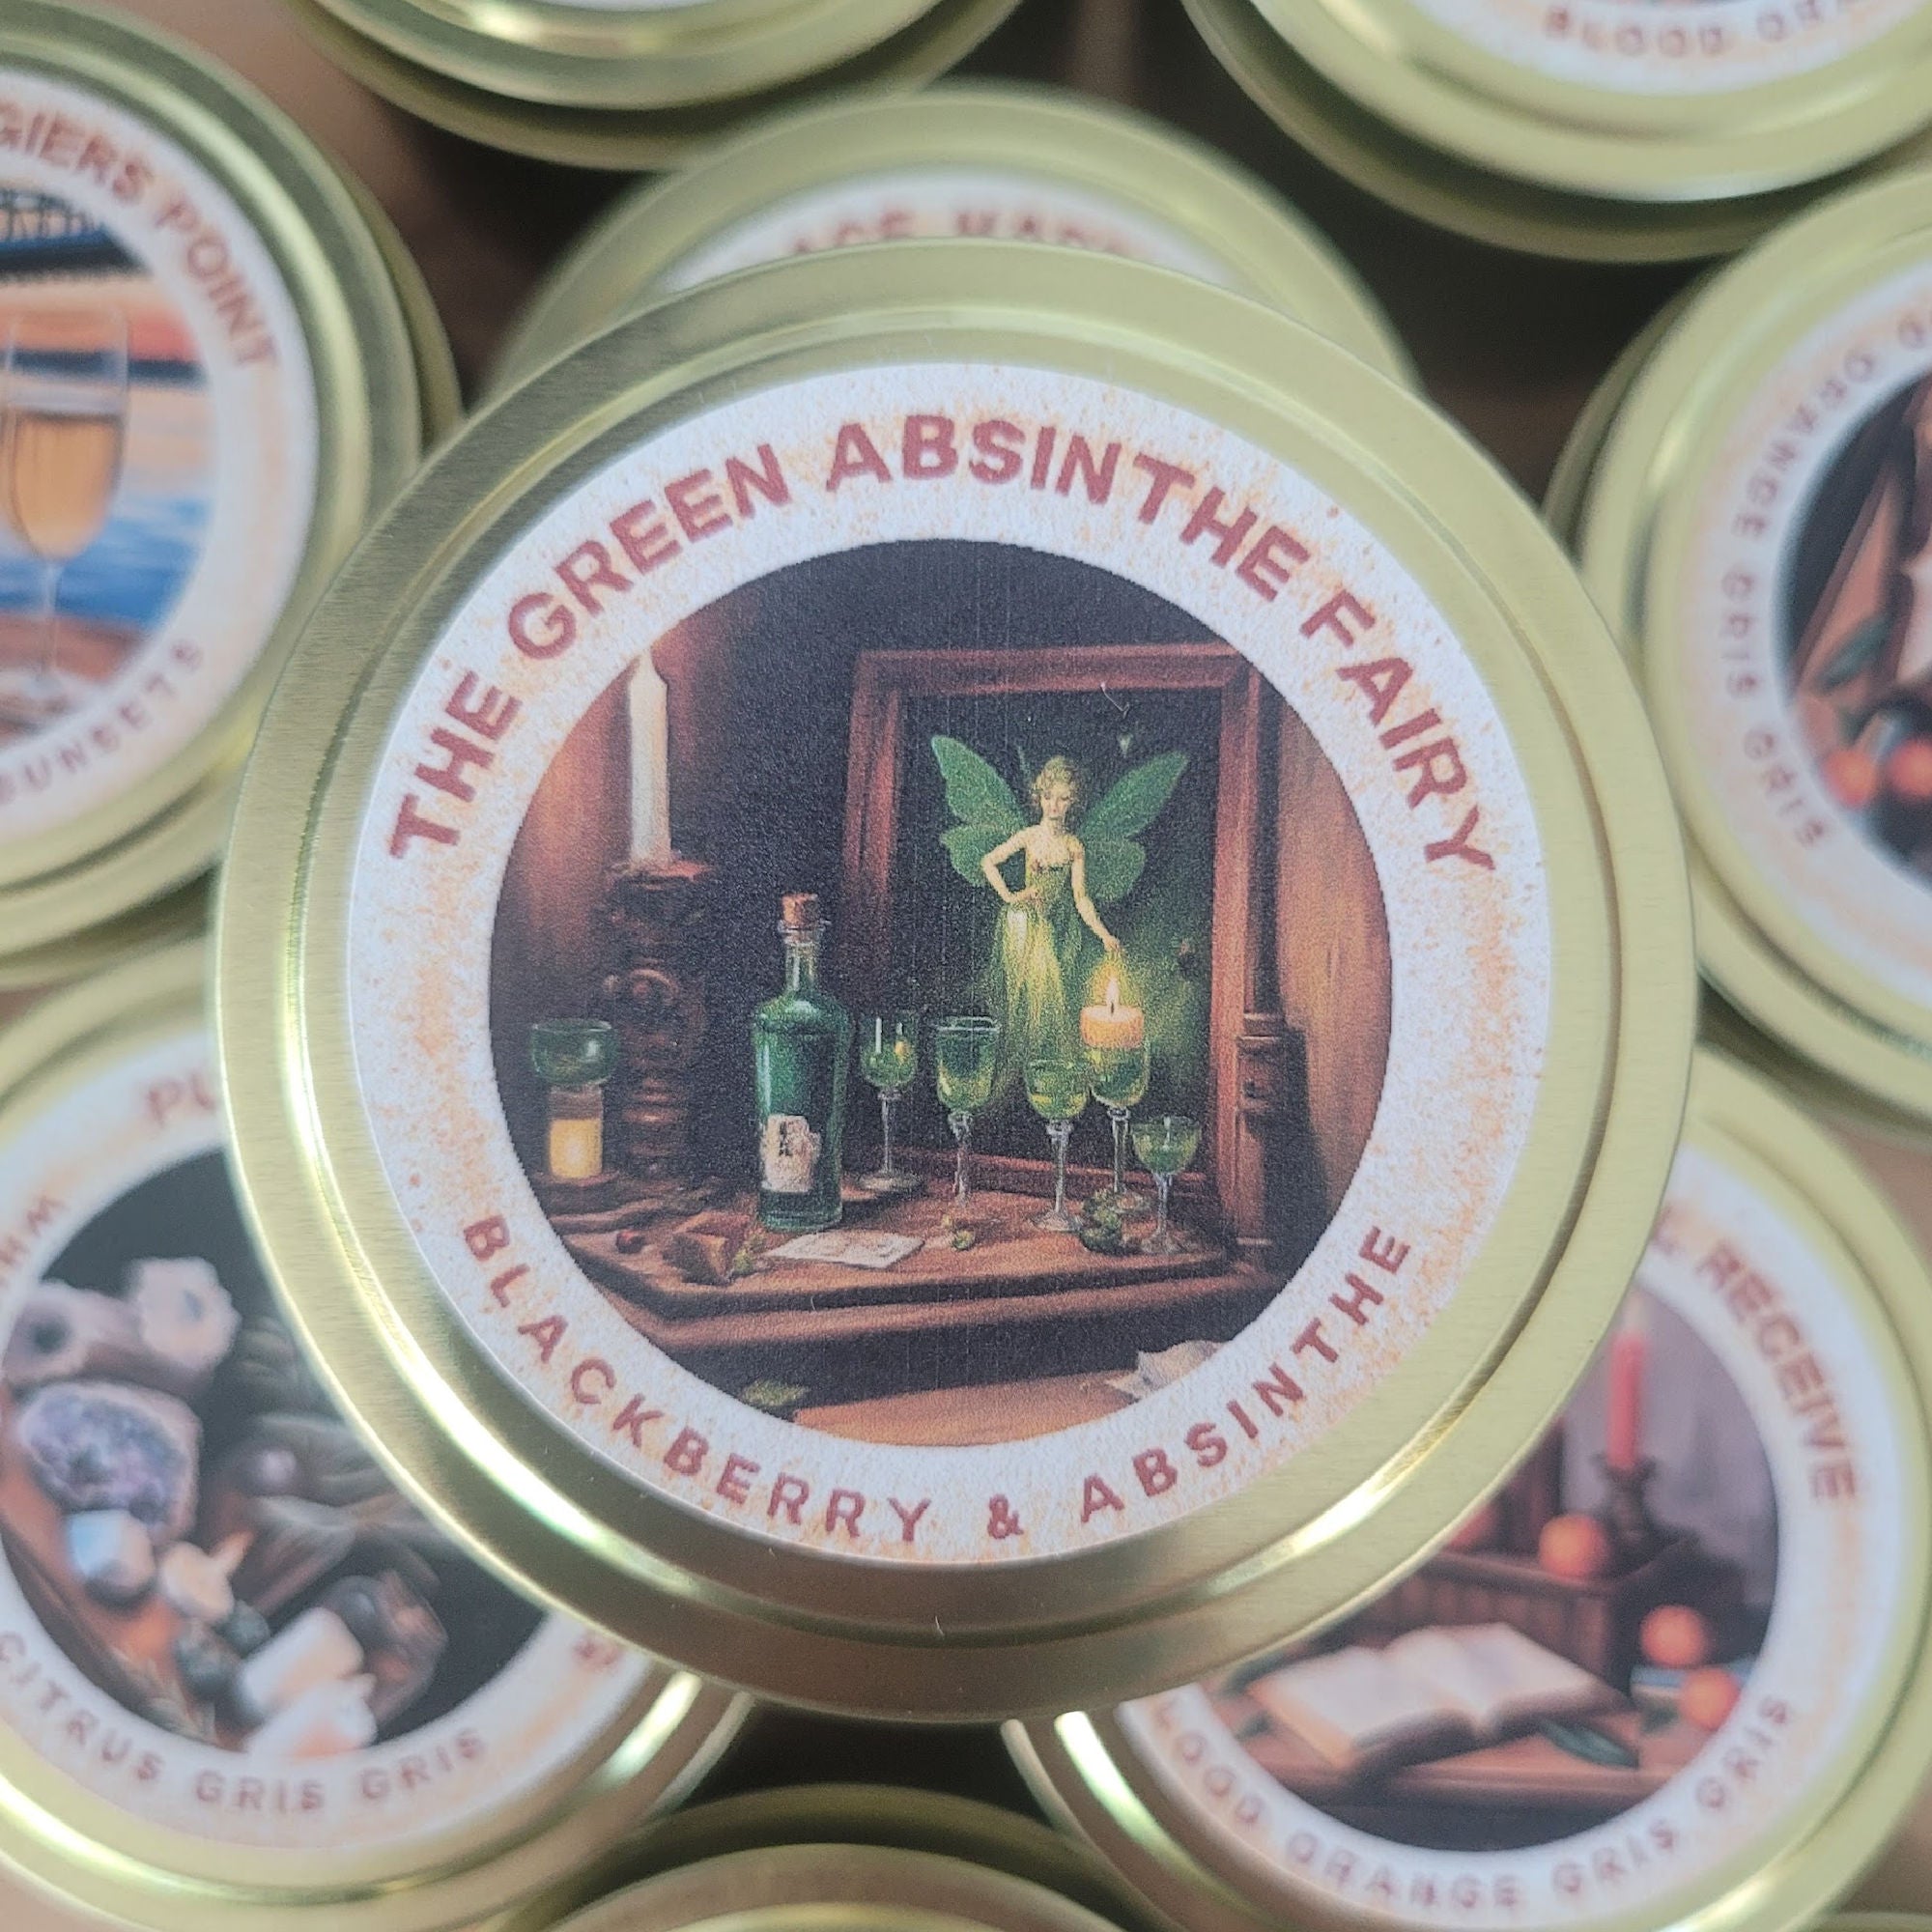 BLOOD
POINT
THE GREEN ABSINTHE FAIRY
BLACKBERRY & ABSINTHE
ORANGE GRIS GRIS
SUNSETS
RECEIVE
CITRUS GRIS GRIS
ORANGE GRIS GRIS